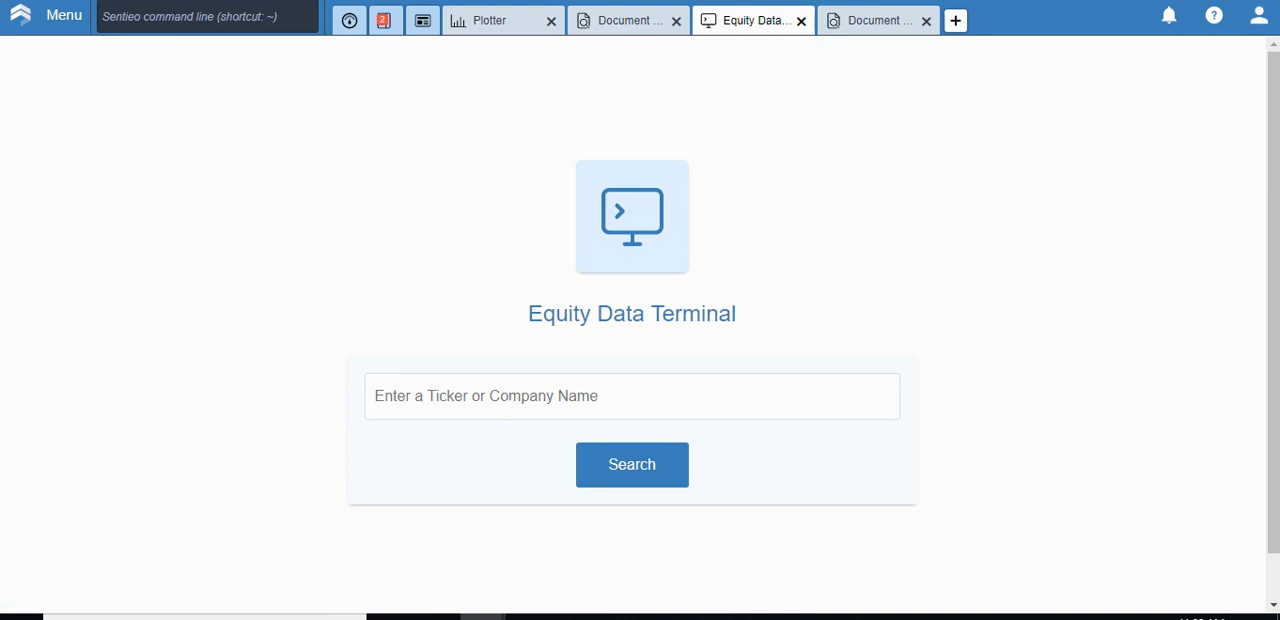 Menu
Sentieo command line (shortcut: ~)
2
Plotter
Document ...
Equity Data...
Document ...
?
Equity Data Terminal
Enter a Ticker or Company Name
Search